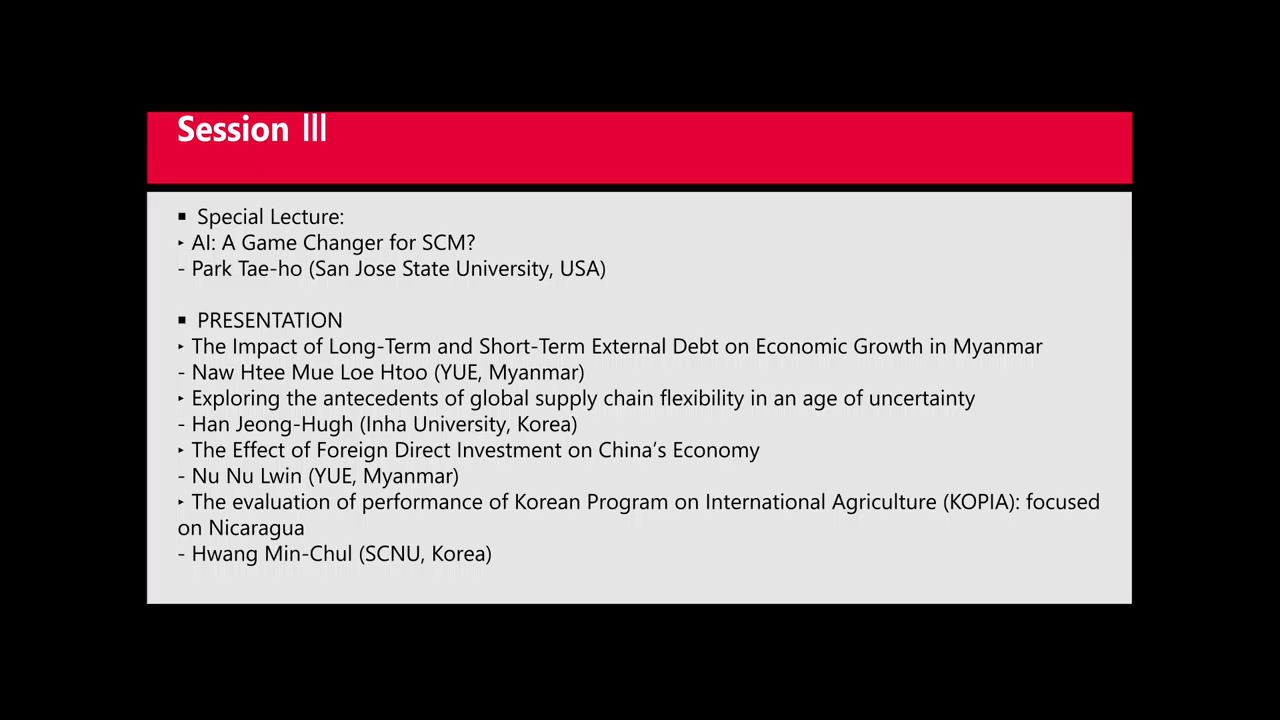 Session Ⅲ
▪ Special Lecture:
‣ AI: A Game Changer for SCM?
- Park Tae-ho (San Jose State University, USA)
▪ PRESENTATION
‣ The Impact of Long-Term and Short-Term External Debt on Economic Growth in Myanmar
- Naw Htee Mue Loe Htoo (YUE, Myanmar)
‣ Exploring the antecedents of global supply chain flexibility in an age of uncertainty
- Han Jeong-Hugh (Inha University, Korea)
‣ The Effect of Foreign Direct Investment on China’s Economy
- Nu Nu Lwin (YUE, Myanmar)
‣ The evaluation of performance of Korean Program on International Agriculture (KOPIA): focused
on Nicaragua
- Hwang Min-Chul (SCNU, Korea)